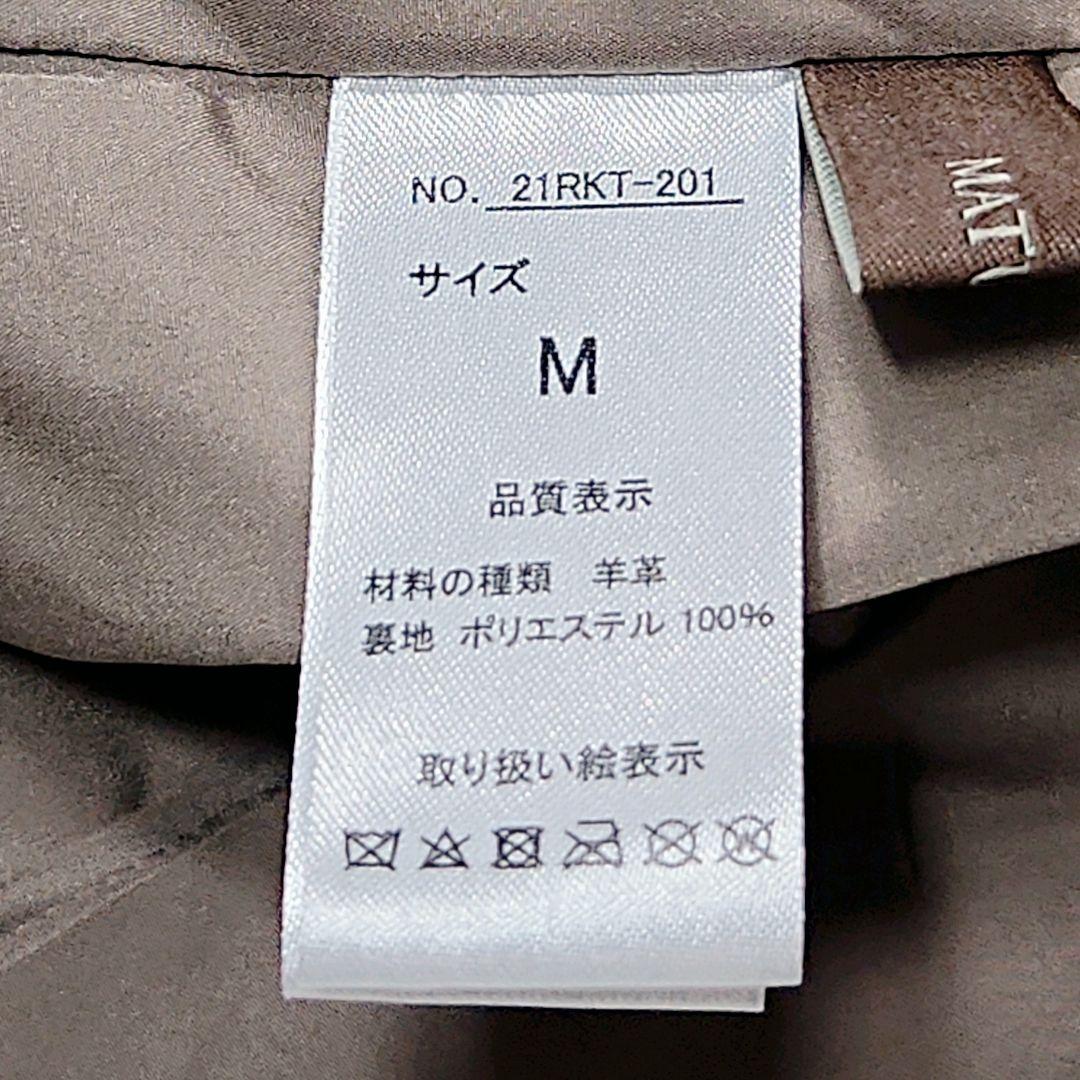 NO. 21RKT-201
サイズ
M
品質表示
材料の種類 羊革
裏地 ポリエステル 100%
取り扱い絵表示